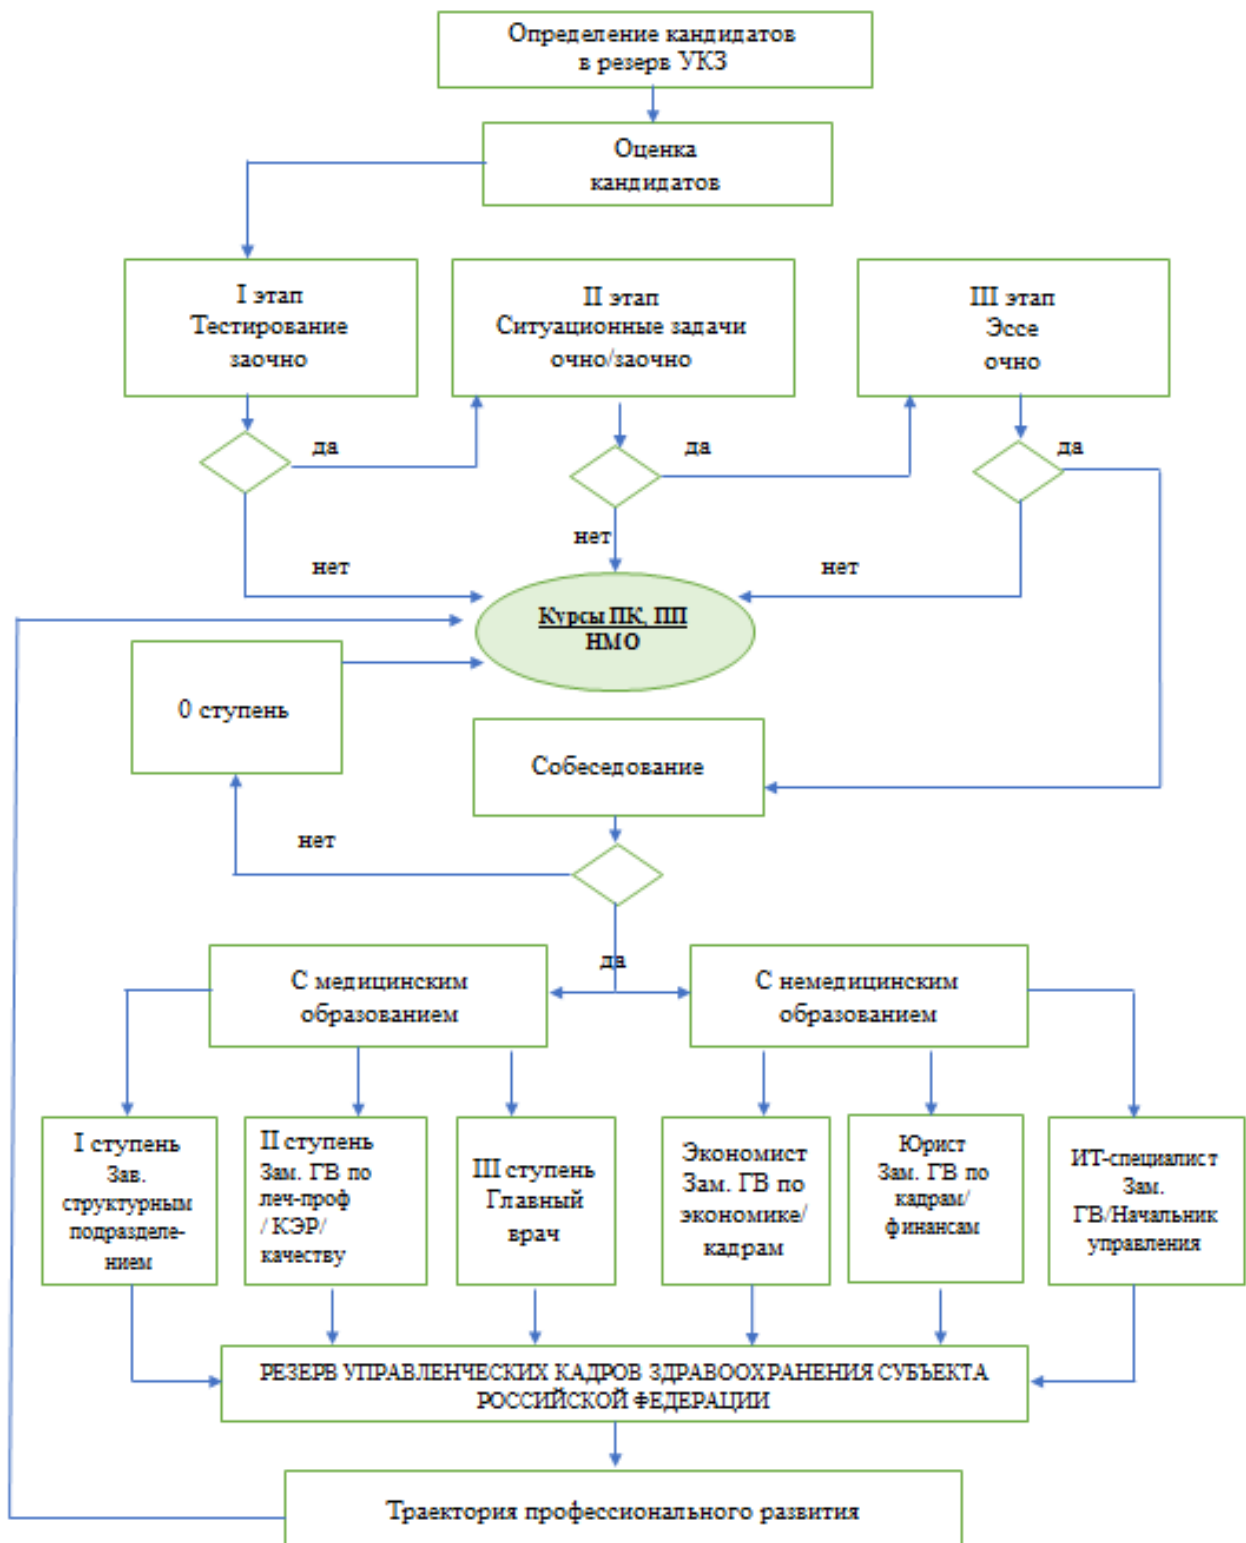 Определение кандидатов
в резерв УКЗ
Оценка
кандидатов
I этап
Тестирование
заочно
II этап
Ситуационные задачи
очно/заочно
III этап
Эссе
очно
да
да
да
нет
нет
нет
Курсы ПК, ПП
НМО
0 ступень
Собеседование
нет
да
С медицинским
образованием
С немедицинским
образованием
I ступень
Зав.
структурным
подразделе-
нием
II ступень
Зам. ГВ по
леч-проф
/ КЭР/
качеству
III ступень
Главный
врач
Экономист
Зам. ГВ по
экономике/
кадрам
Юрист
Зам. ГВ по
кадрам/
финансам
ИТ-специалист
Зам.
ГВ/Начальник
управления
РЕЗЕРВ УПРАВЛЕНЧЕСКИХ КАДРОВ ЗДРАВООХРАНЕНИЯ СУБЪЕКТА
РОССИЙСКОЙ ФЕДЕРАЦИИ
Траектория профессионального развития